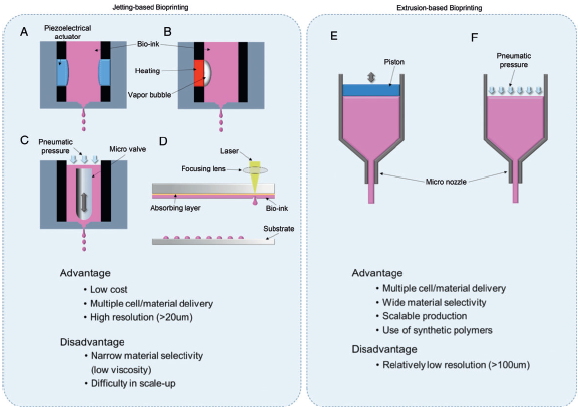 Jetting-based Bioprinting
A
Piezoelectrical
actuator
Bio-ink
B
Heating
Vapor bubble
C
Pneumatic
pressure
Micro valve
D
Laser
Focusing lens
Absorbing layer
Bio-ink
Substrate
Advantage
• Low cost
• Multiple cell/material delivery
• High resolution (>20um)
Disadvantage
• Narrow material selectivity
(low viscosity)
• Difficulty in scale-up
Extrusion-based Bioprinting
E
Piston
F
Pneumatic
pressure
Micro nozzle
Advantage
• Multiple cell/material delivery
• Wide material selectivity
• Scalable production
• Use of synthetic polymers
Disadvantage
• Relatively low resolution (>100um)